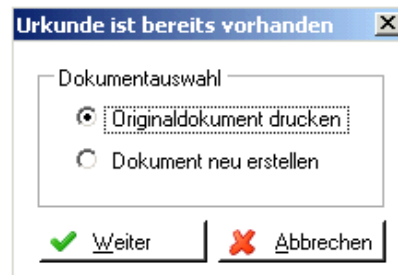 Urkunde ist bereits vorhanden
Dokumentauswahl
Originaldokument drucken
Dokument neu erstellen
Weiter Abbrechen